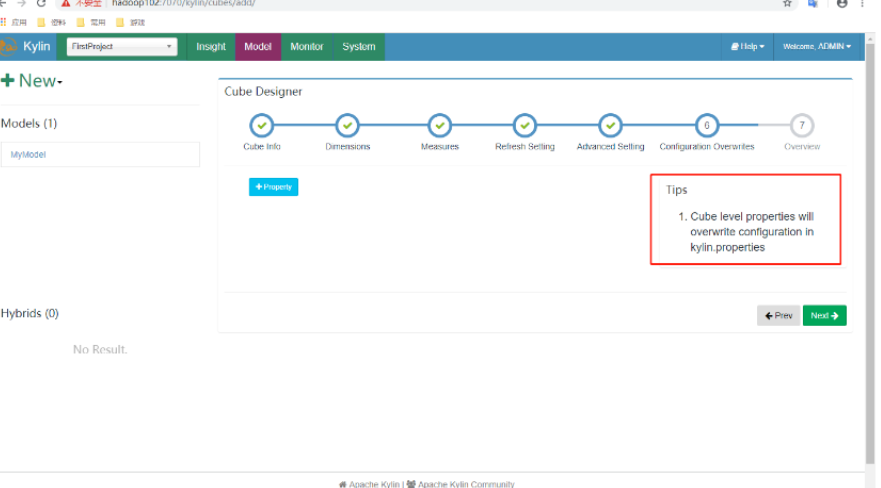 不安全 | hadoop102:7070/kylin/cubes/add/
应用 资料 常用 游戏
Kylin FirstProject Insight Model Monitor System Help Welcome, ADMIN
+ New
Cube Designer
Models (1)
6 7
Cube Info Dimensions Measures Refresh Setting Advanced Setting Configuration Overwrites Overview
MyModel
+ Property
Tips
1. Cube level properties will
overwrite configuration in
kylin.properties
Hybrids (0)
Prev Next
No Result.
Apache Kylin | Apache Kylin Community